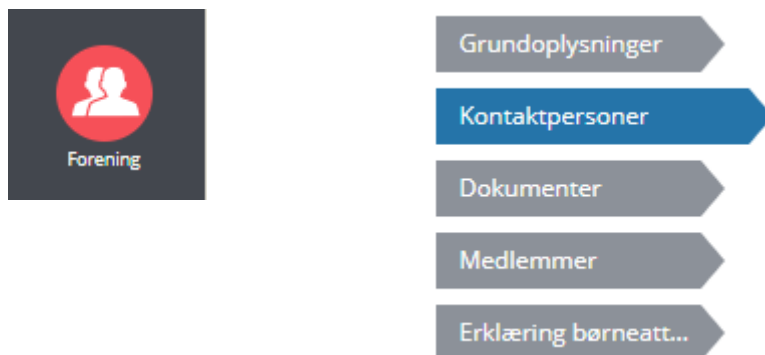 Forening
Grundoplysninger
Kontaktpersoner
Dokumenter
Medlemmer
Erklæring børneatt...